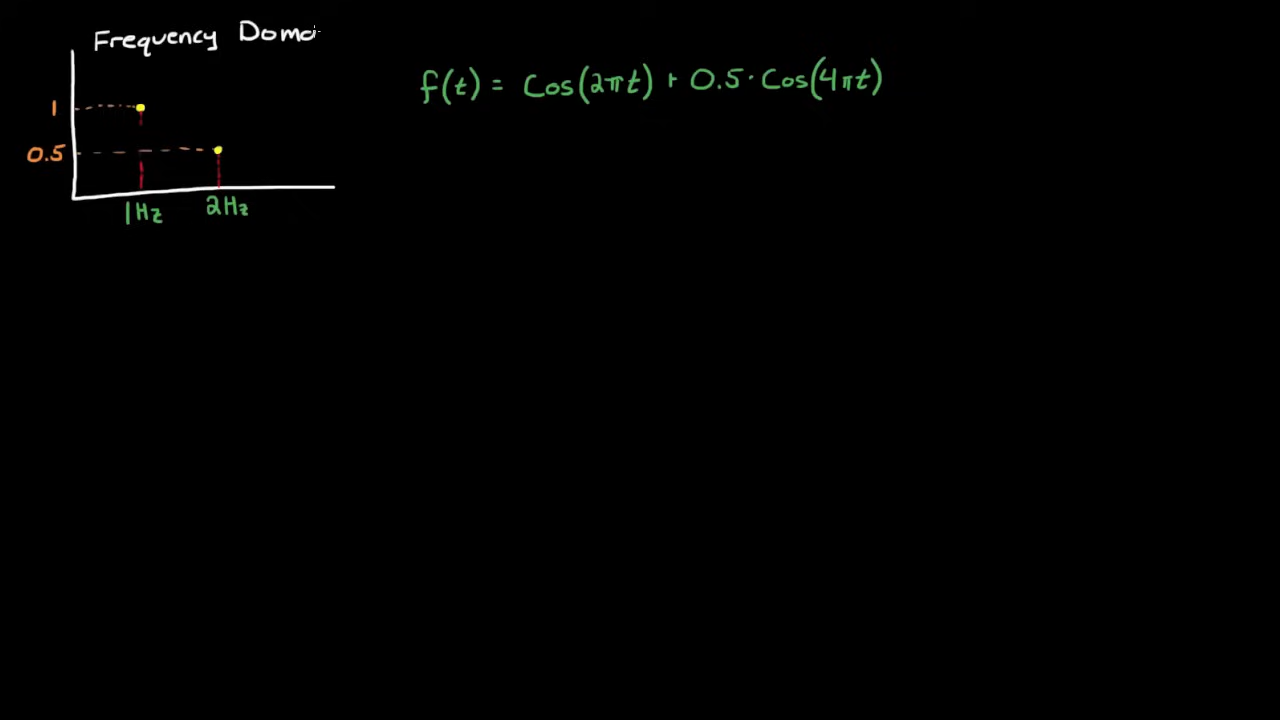 Frequency Doma
f(t) = Cos(2πt) + 0.5·Cos(4πt)
1
0.5
1Hz 2Hz